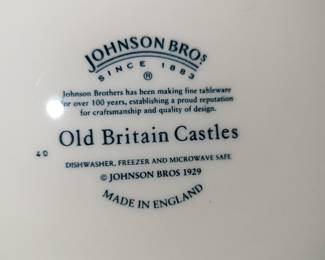 JOHNSON BROS
SINCE 1883
®
Johnson Brothers has been making fine tableware
for over 100 years, establishing a proud reputation
for craftsmanship and quality of design.
40 Old Britain Castles
DISHWASHER, FREEZER AND MICROWAVE SAFE
© JOHNSON BROS 1929
MADE IN ENGLAND